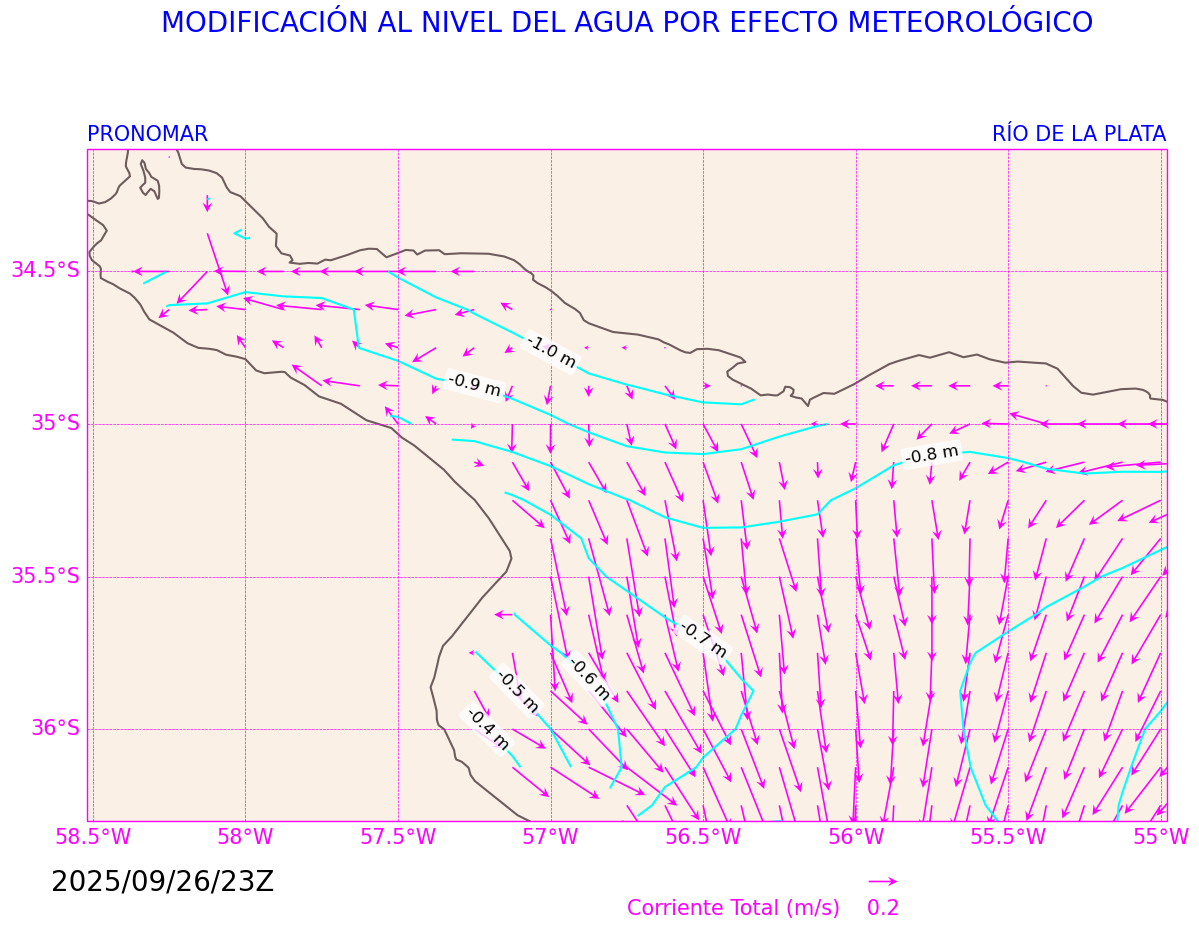 MODIFICACIÓN AL NIVEL DEL AGUA POR EFECTO METEOROLÓGICO
PRONOMAR RÍO DE LA PLATA
34.5°S
-1.0 m
-0.9 m
35°S
-0.8 m
35.5°S
-0.7 m
-0.6 m
-0.5 m
-0.4 m
36°S
58.5°W 58°W 57.5°W 57°W 56.5°W 56°W 55.5°W 55°W
2025/09/26/23Z
Corriente Total (m/s) 0.2